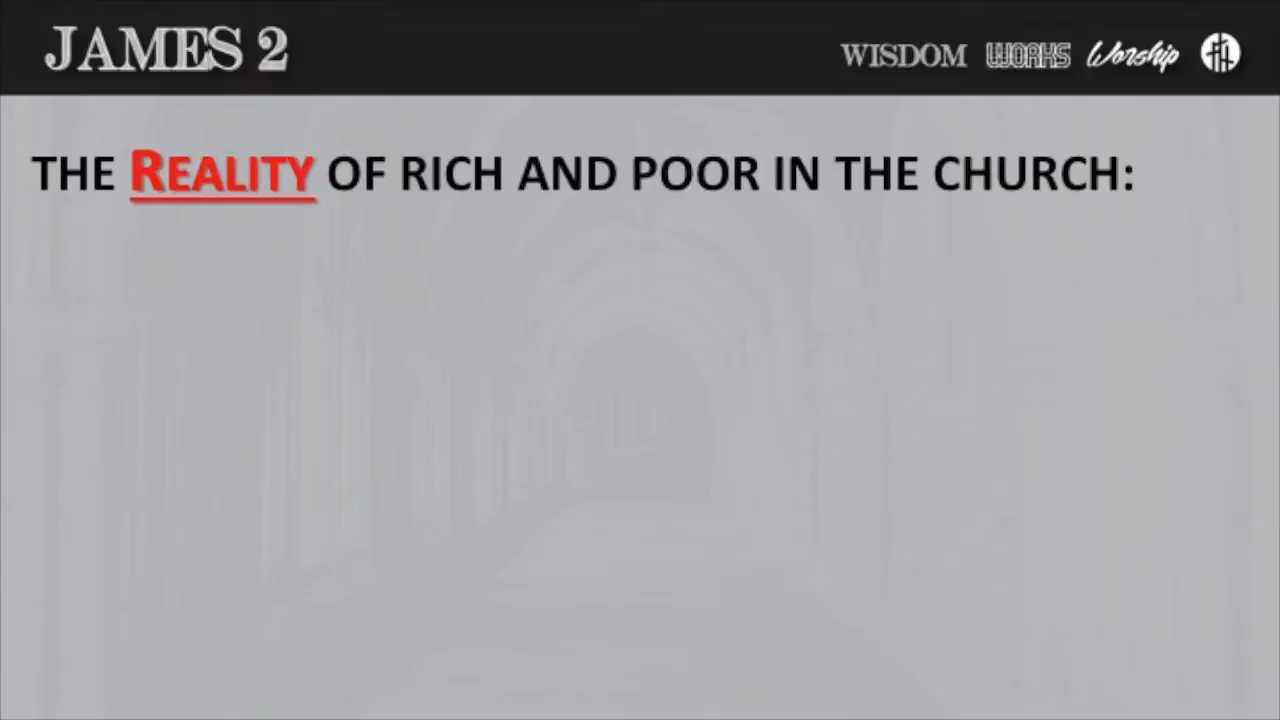 JAMES 2 WISDOM WORKS Worship
THE REALITY OF RICH AND POOR IN THE CHURCH: